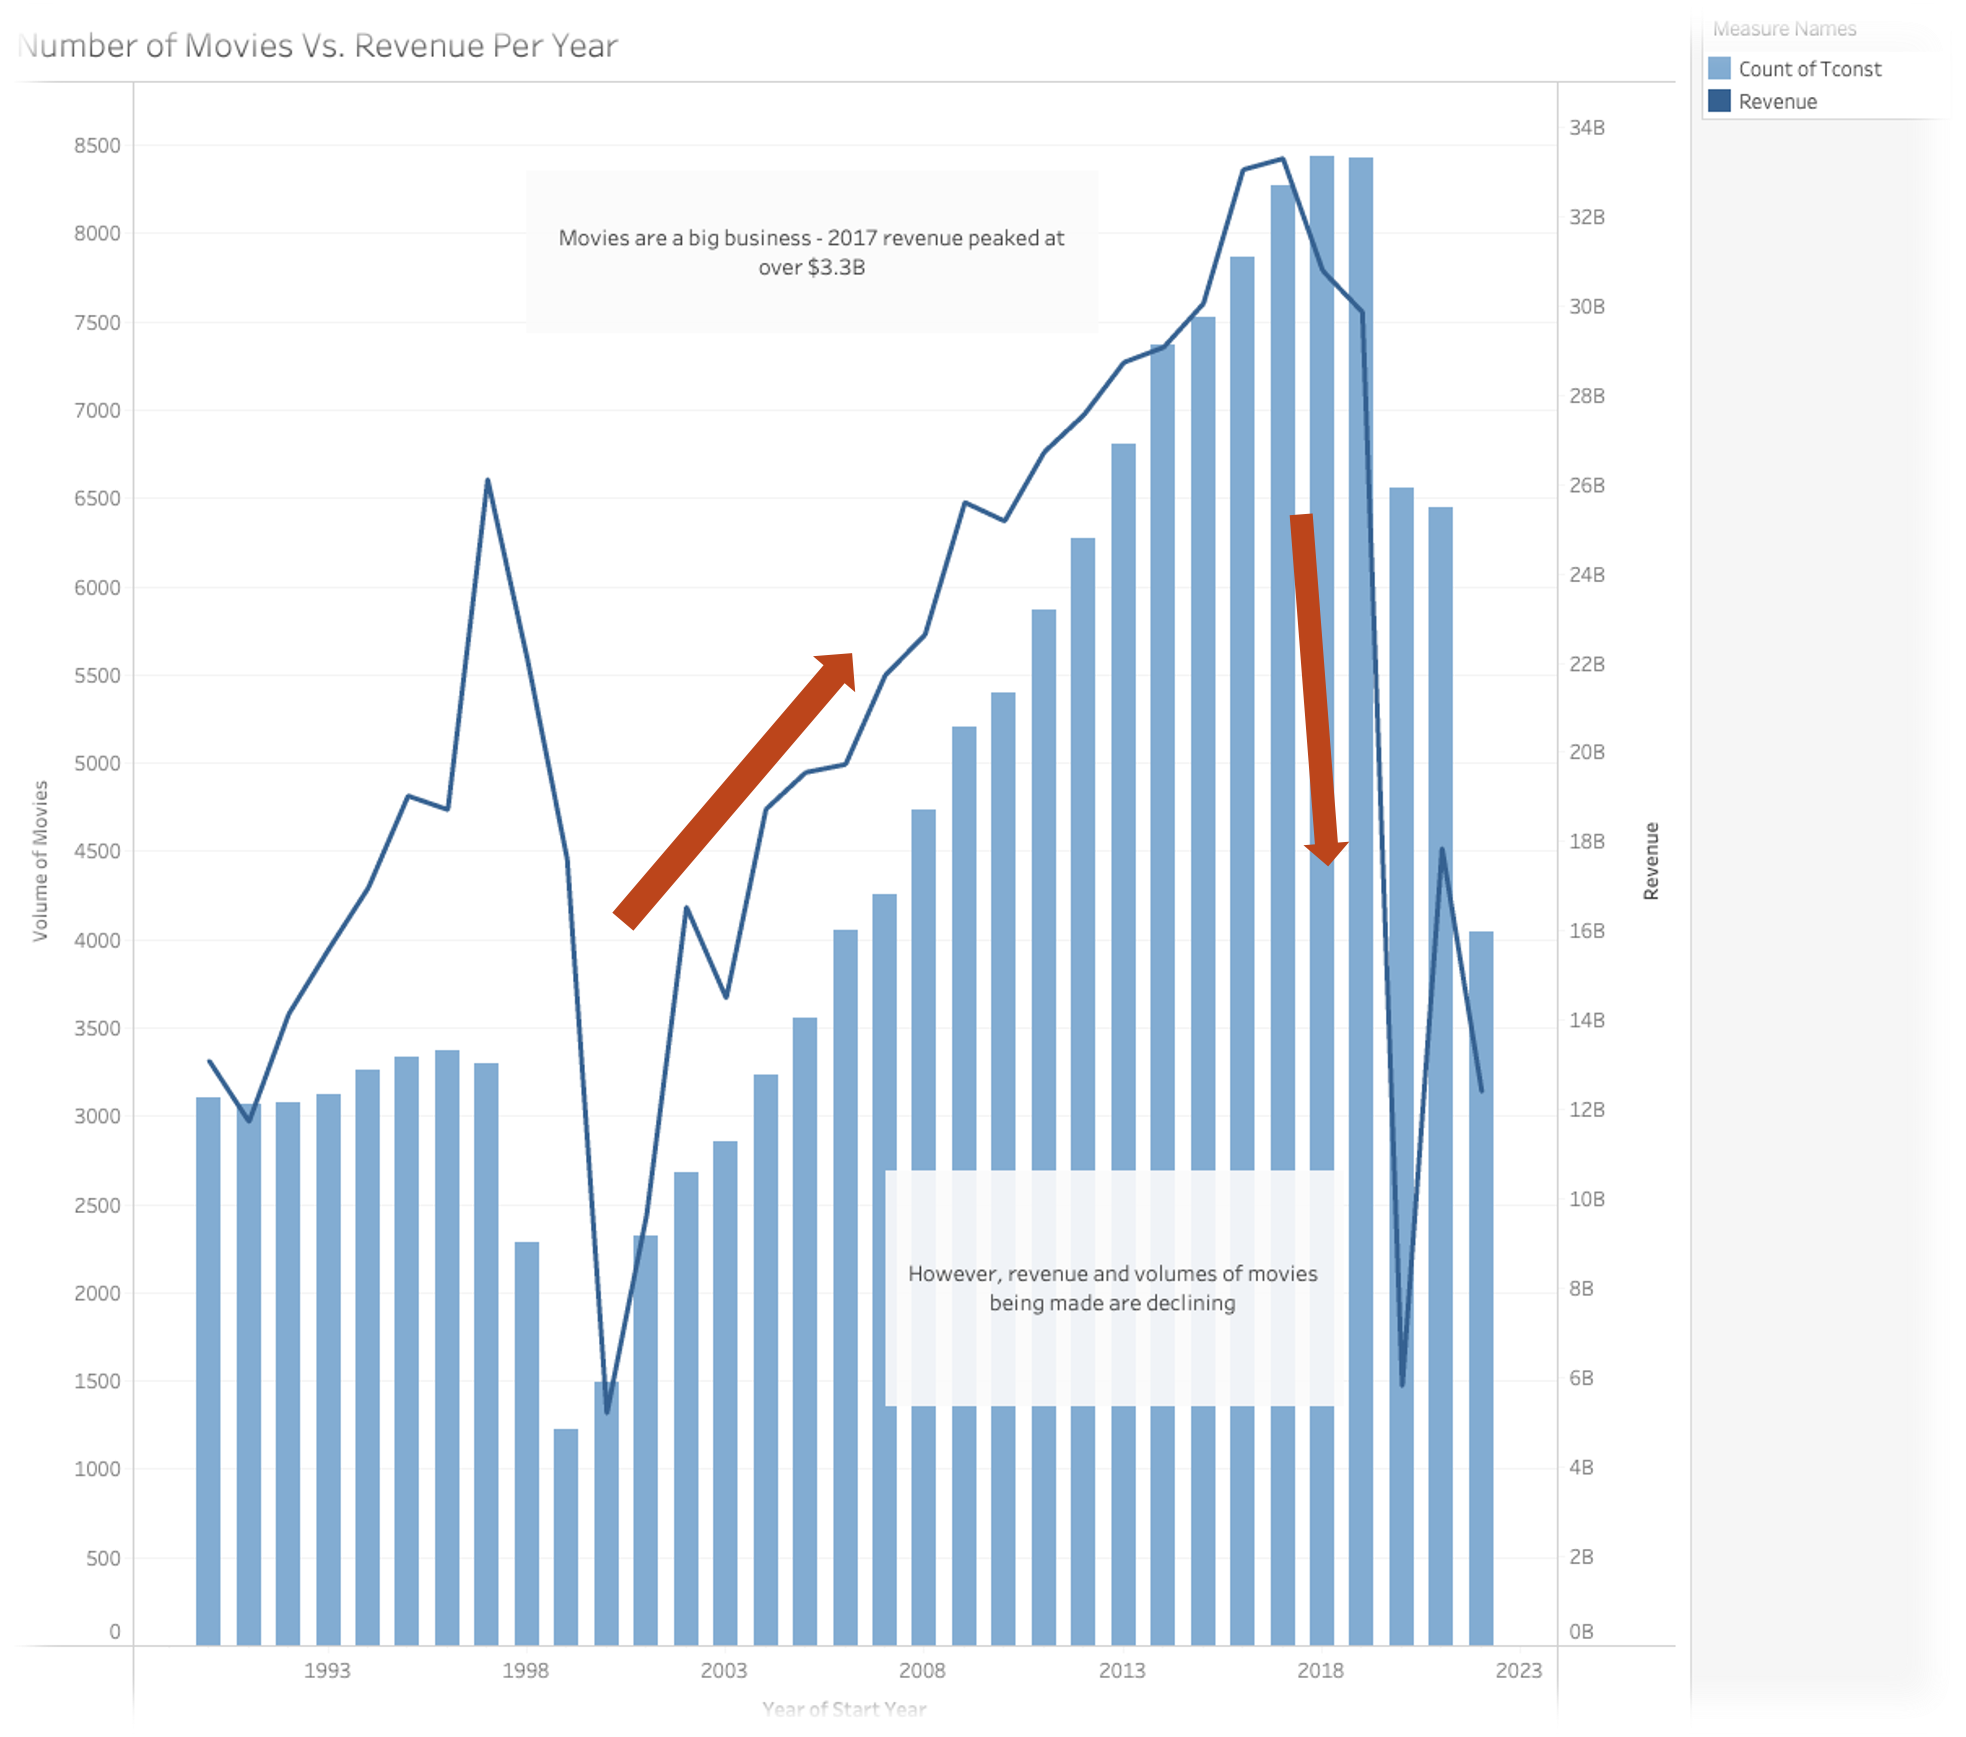 Number of Movies Vs. Revenue Per Year
Measure Names
Count of Tconst
Revenue
Movies are a big business - 2017 revenue peaked at
over $3.3B
However, revenue and volumes of movies
being made are declining
Volume of Movies
8500
8000
7500
7000
6500
6000
5500
5000
4500
4000
3500
3000
2500
2000
1500
1000
500
0
34B
32B
30B
28B
26B
24B
22B
20B
18B
16B
14B
12B
10B
8B
6B
4B
2B
0B
Revenue
1993
1998
2003
2008
2013
2018
2023
Year of Start Year